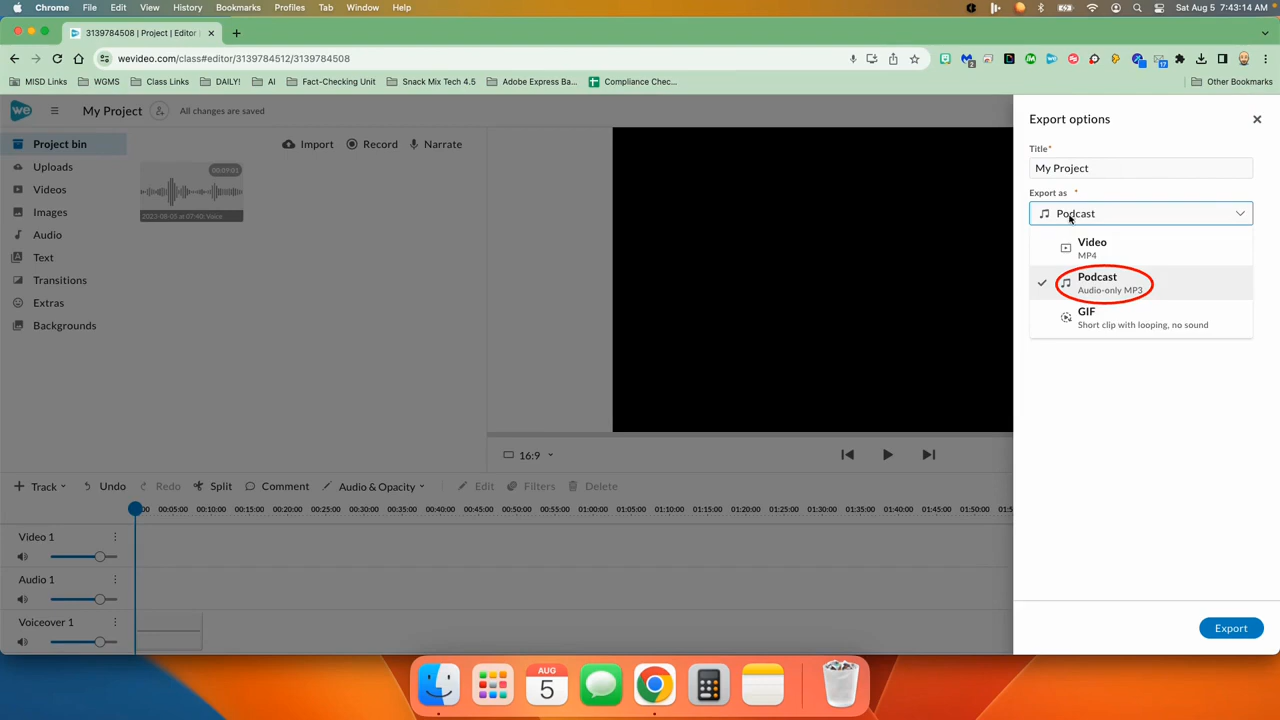 Chrome File Edit View History Bookmarks Profiles Tab Window Help Sat Aug 5 7:43:14 AM
3139784508 | Project | Editor
wevideo.com/class#editor/3139784512/3139784508
MISD Links WGMS Class Links DAILY! AI Fact-Checking Unit Snack Mix Tech 4.5 Adobe Express Ba... Compliance Chec... Other Bookmarks
we My Project All changes are saved
Project bin
Uploads
Videos
Images
Audio
Text
Transitions
Extras
Backgrounds
Import Record Narrate
00:07:01
2023-08-05 at 07:40: Voice
16:9
Export options
Title*
My Project
Export as *
Podcast
Video
MP4
Podcast
Audio-only MP3
GIF
Short clip with looping, no sound
Export
Track Undo Redo Split Comment Audio & Opacity Edit Filters Delete
00:05:00 00:10:00 00:15:00 00:20:00 00:25:00 00:30:00 00:35:00 00:40:00 00:45:00 00:50:00 00:55:00 01:00:00 01:05:00 01:10:00 01:15:00 01:20:00 01:25:00 01:30:00 01:35:00 01:40:00 01:45:00 01:50:00
Video 1
Audio 1
Voiceover 1
AUG
5